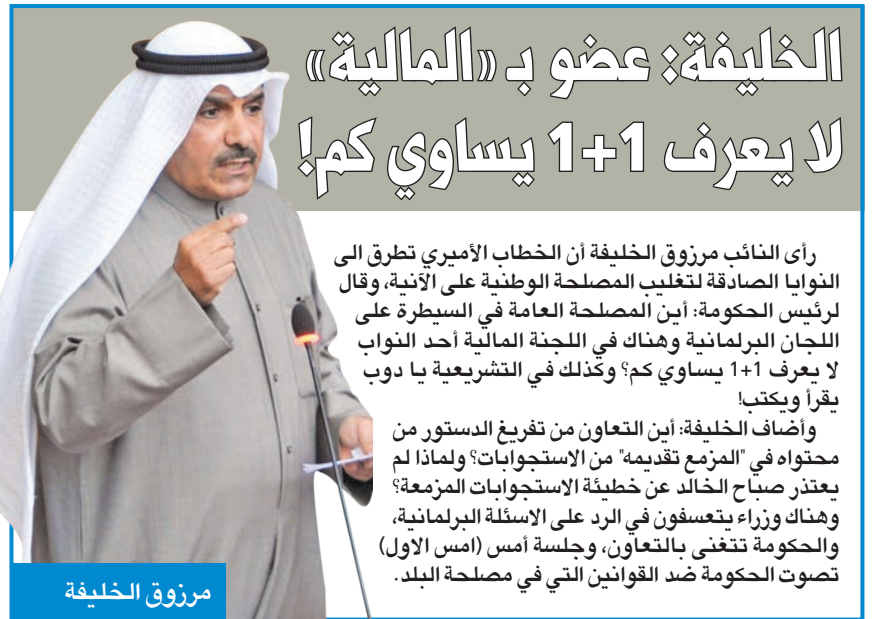 الخليفة: عضو بـ «المالية»
لا يعرف 1+1 يساوي كم!
رأى النائب مرزوق الخليفة أن الخطاب الأميري تطرق الى
النوايا الصادقة لتغليب المصلحة الوطنية على الآنية، وقال
لرئيس الحكومة: أين المصلحة العامة في السيطرة على
اللجان البرلمانية وهناك في اللجنة المالية أحد النواب
لا يعرف 1+1 يساوي كم؟ وكذلك في التشريعية يا دوب
يقرأ ويكتب!
وأضاف الخليفة: أين التعاون من تفريغ الدستور من
محتواه في "المزمع تقديمه" من الاستجوابات؟ ولماذا لم
يعتذر صباح الخالد عن خطيئة الاستجوابات المزمعة؟
وهناك وزراء يتعسفون في الرد على الاسئلة البرلمانية،
والحكومة تتغنى بالتعاون، وجلسة أمس (امس الاول)
تصوت الحكومة ضد القوانين التي في مصلحة البلد.
مرزوق الخليفة